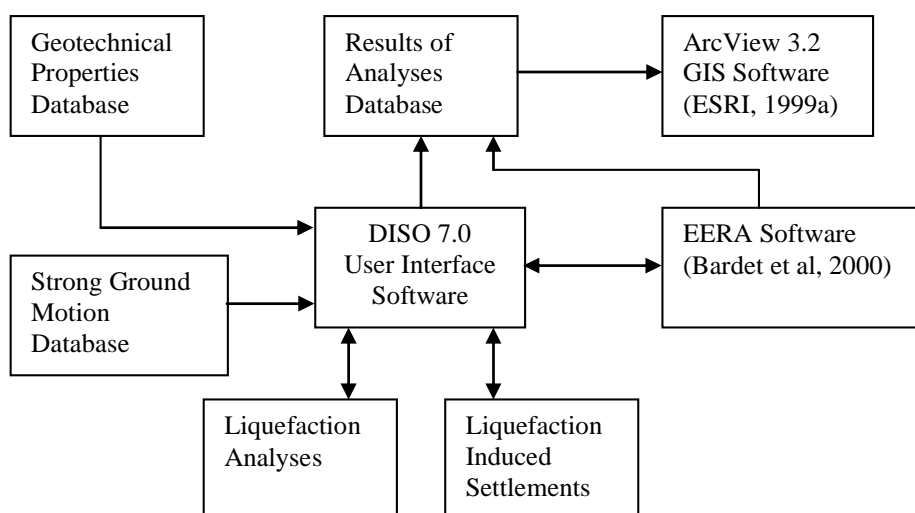 Geotechnical
Properties
Database
Results of
Analyses
Database
ArcView 3.2
GIS Software
(ESRI, 1999a)
DISO 7.0
User Interface
Software
EERA Software
(Bardet et al, 2000)
Strong Ground
Motion
Database
Liquefaction
Analyses
Liquefaction
Induced
Settlements